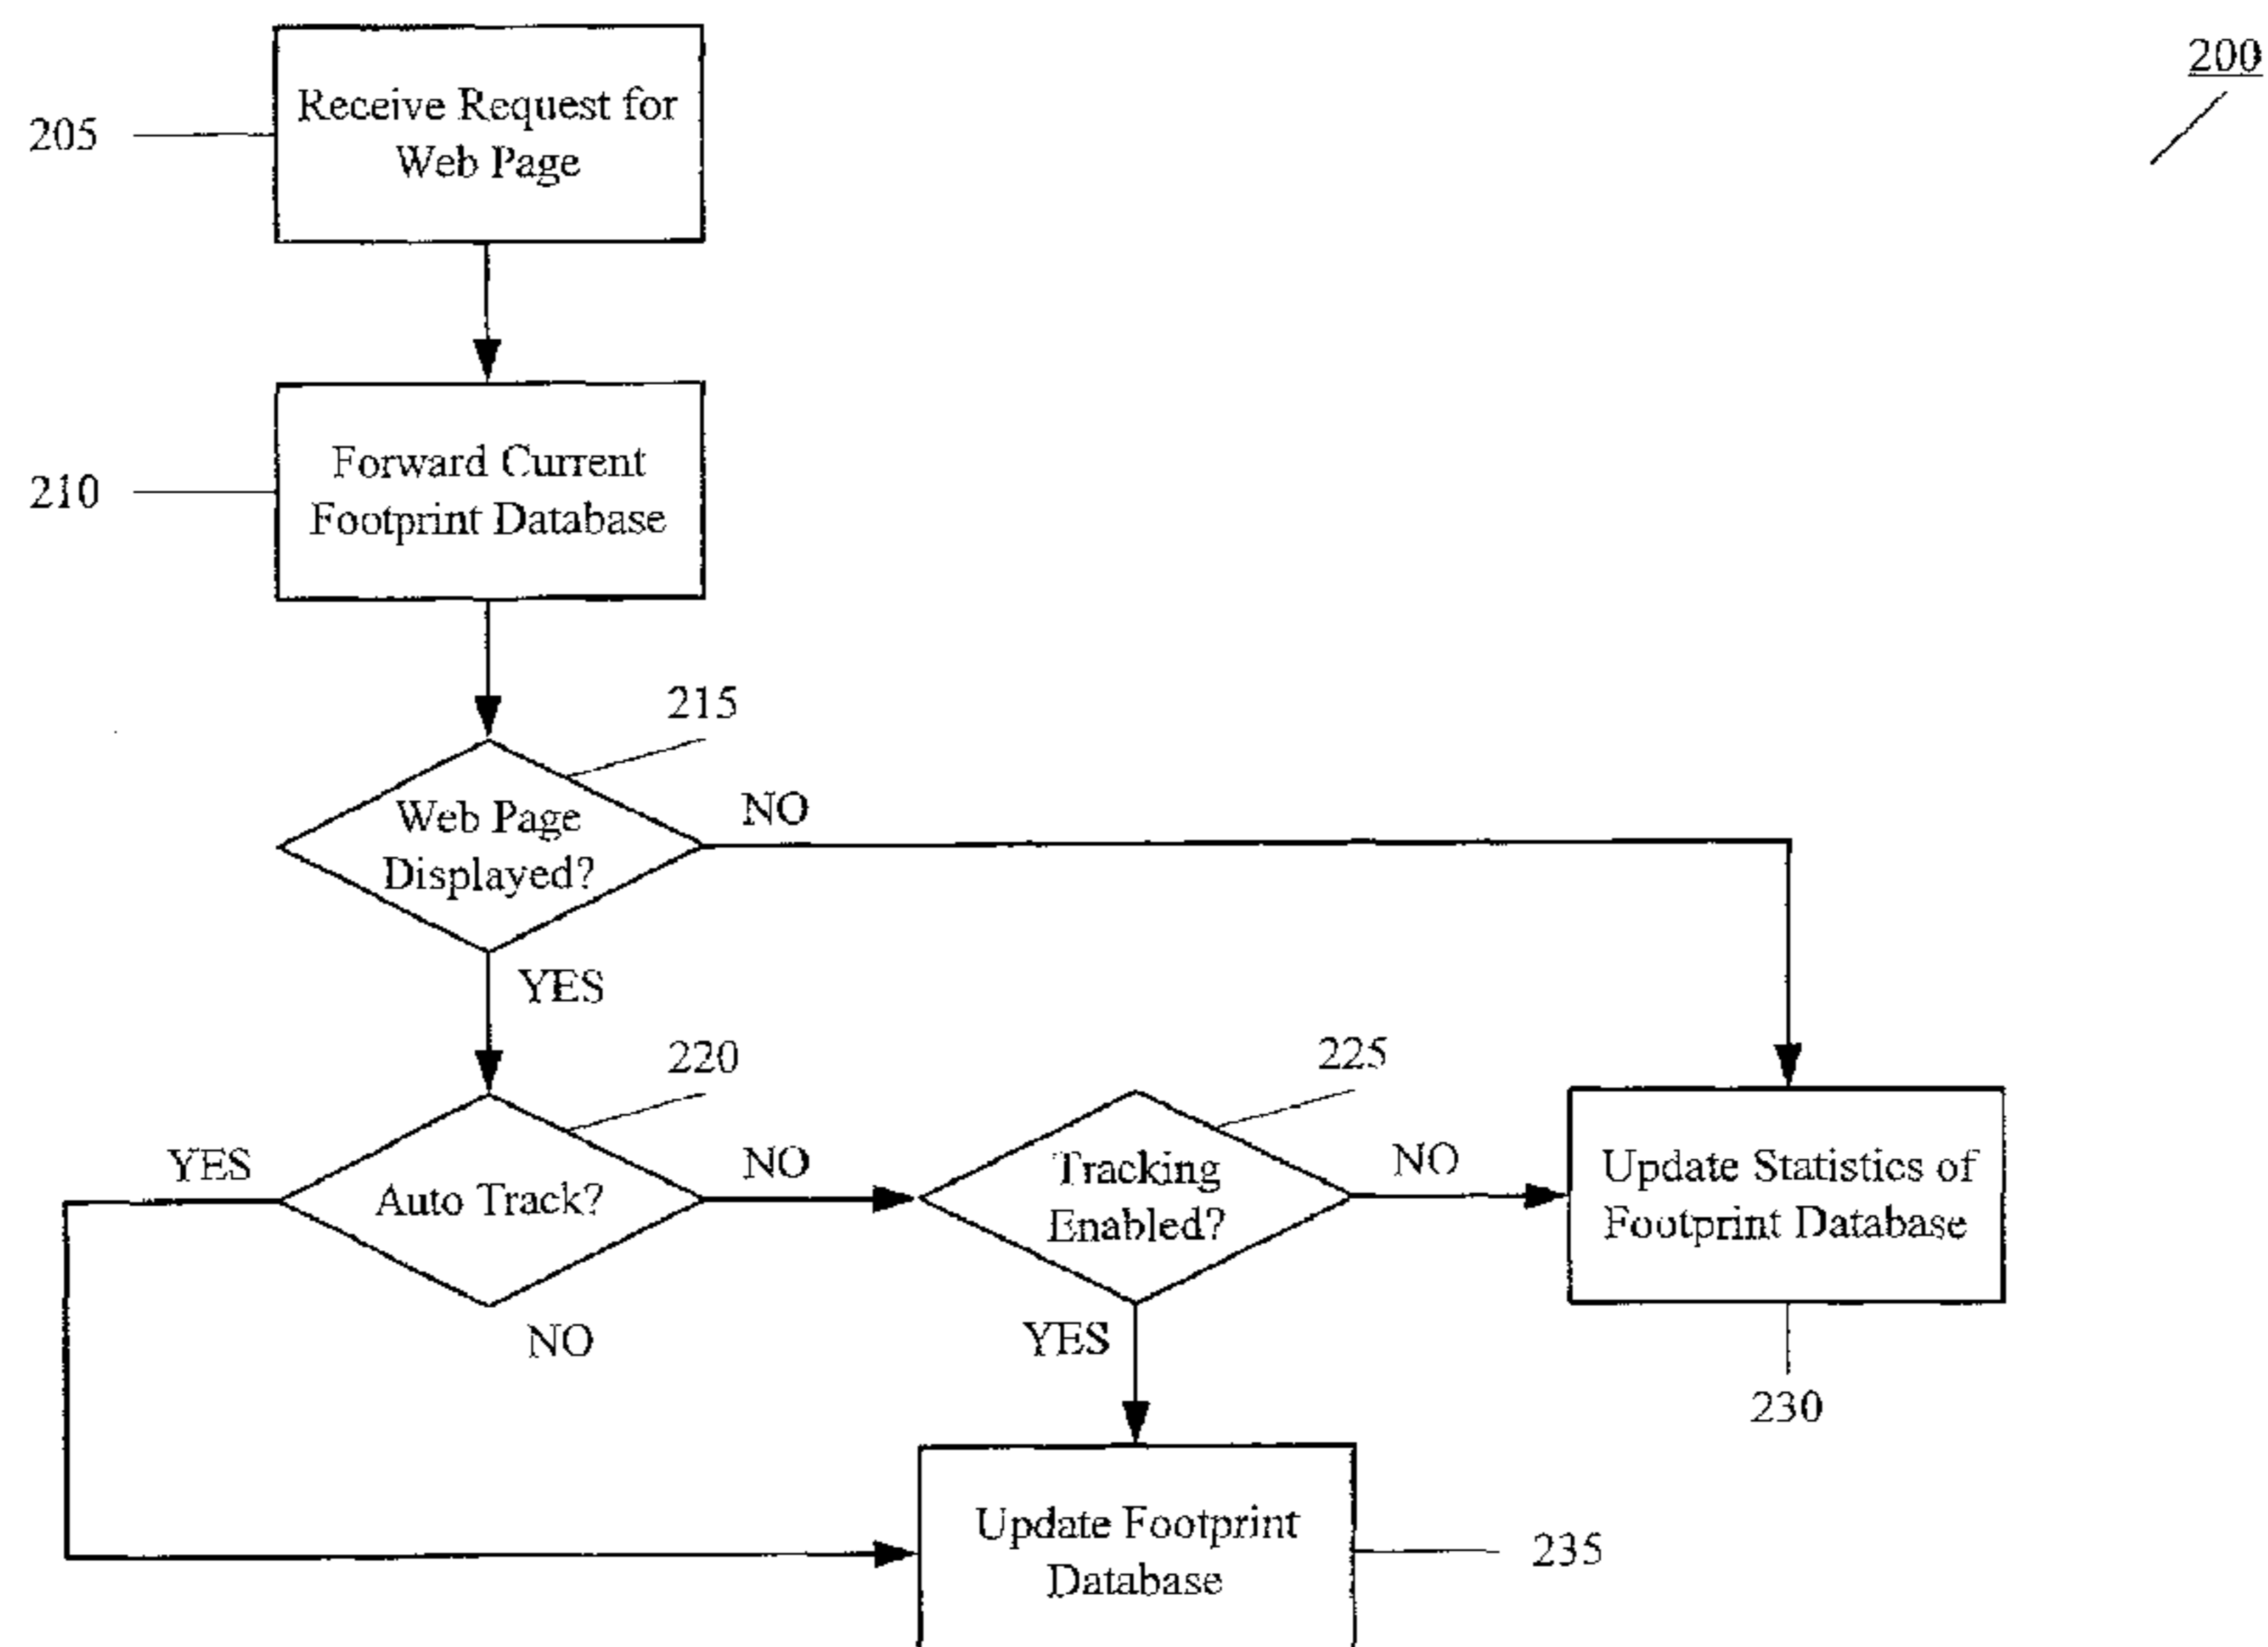 200
205
Receive Request for
Web Page
210
Forward Current
Footprint Database
215
Web Page
Displayed?
NO
YES
220
YES
Auto Track?
NO
NO
225
Tracking
Enabled?
NO
YES
Update Statistics of
Footprint Database
230
Update Footprint
Database
235